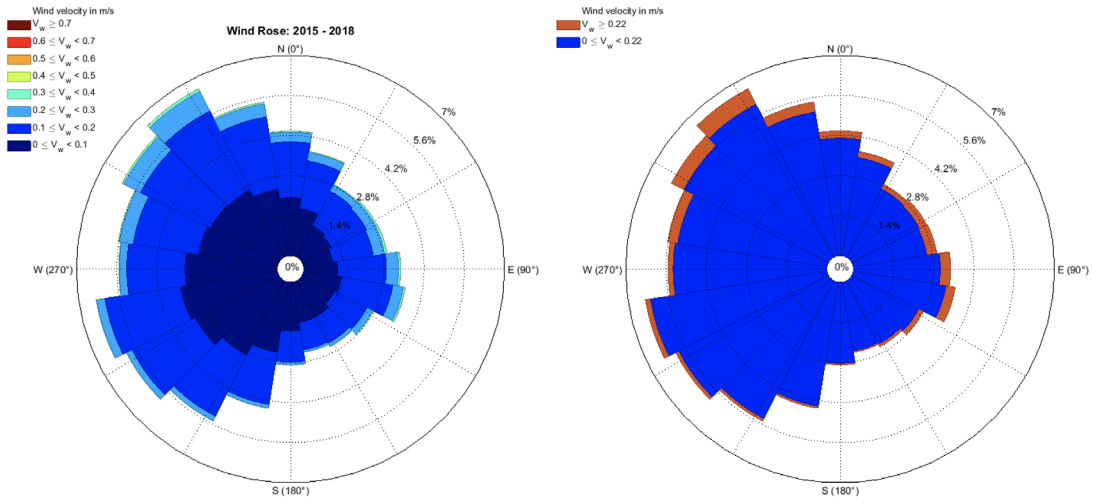 Wind velocity in m/s
V_w ≥ 0.7
0.6 ≤ V_w < 0.7
0.5 ≤ V_w < 0.6
0.4 ≤ V_w < 0.5
0.3 ≤ V_w < 0.4
0.2 ≤ V_w < 0.3
0.1 ≤ V_w < 0.2
0 ≤ V_w < 0.1
Wind Rose: 2015 - 2018
N (0°)
7%
5.6%
4.2%
2.8%
1.4%
0%
W (270°)
E (90°)
S (180°)
Wind velocity in m/s
V_w ≥ 0.22
0 ≤ V_w < 0.22
N (0°)
7%
5.6%
4.2%
2.8%
1.4%
0%
W (270°)
E (90°)
S (180°)